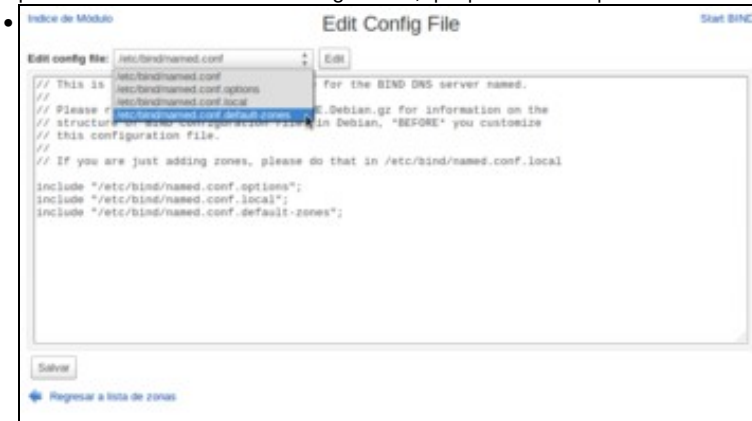 Indice de Módulo
Edit Config File
Start BIND
Edit config file: /etc/bind/named.conf Edit
/etc/bind/named.conf
/etc/bind/named.conf.options
/etc/bind/named.conf.local
/etc/bind/named.conf.default-zones
// This is for the BIND DNS server named.
//
// Please r E.Debian.gz for information on the
// structure of BIND configuration files in Debian, *BEFORE* you customize
// this configuration file.
//
// If you are just adding zones, please do that in /etc/bind/named.conf.local
include "/etc/bind/named.conf.options";
include "/etc/bind/named.conf.local";
include "/etc/bind/named.conf.default-zones";
Salvar
Regresar a lista de zonas